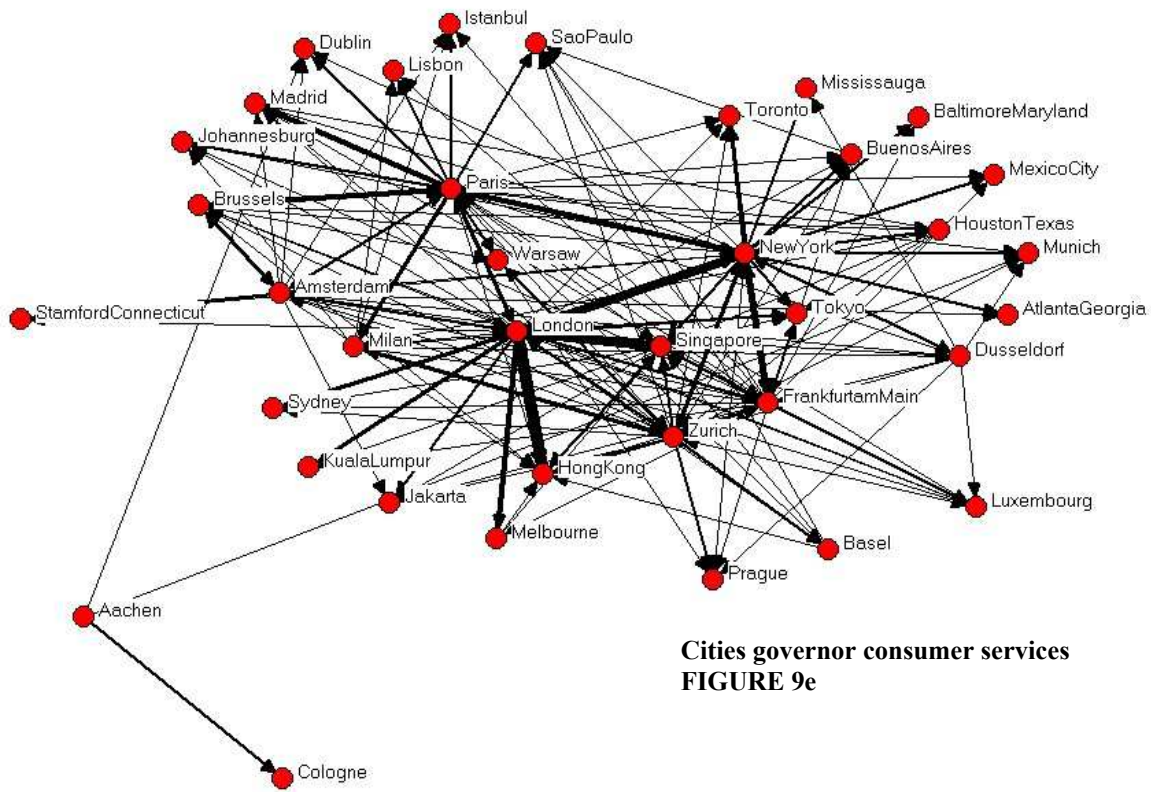 Istanbul
Dublin
SaoPaulo
Lisbon
Mississauga
Madrid
Toronto
BaltimoreMaryland
Johannesburg
BuenosAires
MexicoCity
Paris
Brussels
HoustonTexas
NewYork
Munich
Warsaw
Amsterdam
StamfordConnecticut
Tokyo
AtlantaGeorgia
London
Milan
Singapore
Dusseldorf
Sydney
FrankfurtamMain
Zurich
KualaLumpur
HongKong
Jakarta
Luxembourg
Melbourne
Basel
Prague
Aachen
Cities governor consumer services
FIGURE 9e
Cologne